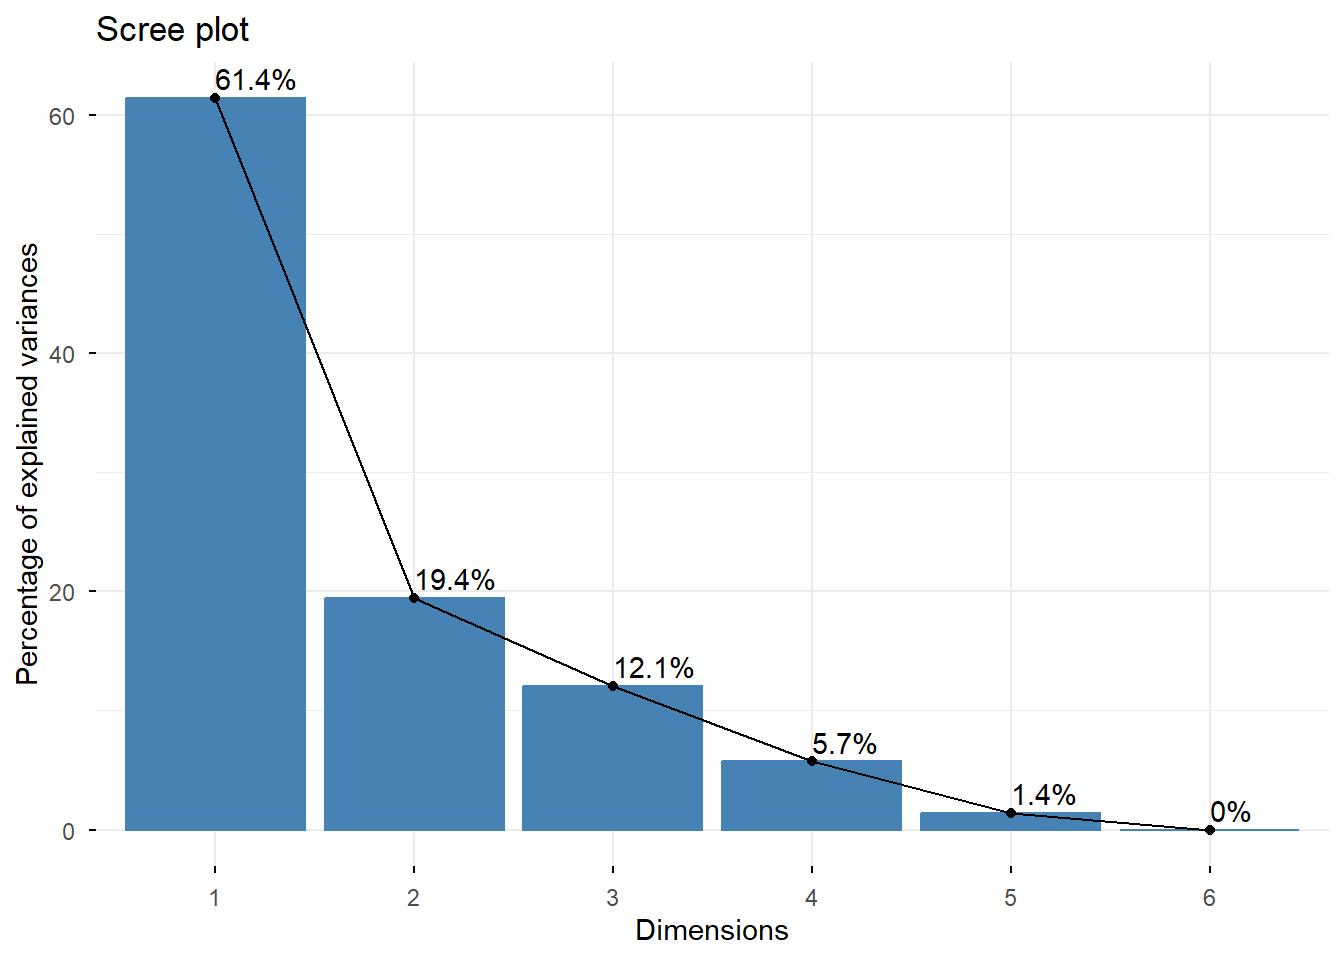 Scree plot
Percentage of explained variances
60
40
20
0
61.4%
19.4%
12.1%
5.7%
1.4%
0%
1 2 3 4 5 6
Dimensions